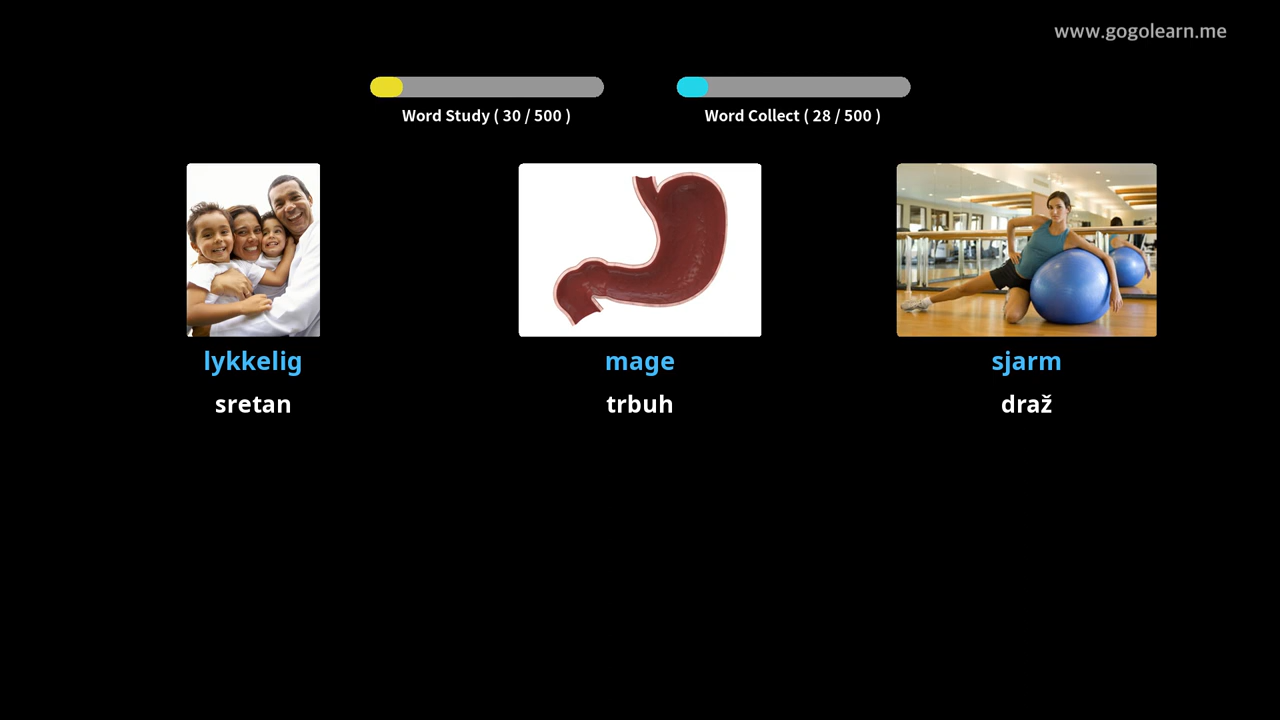 www.gogolearn.me
Word Study ( 30 / 500 )
Word Collect ( 28 / 500 )
lykkelig
mage
sjarm
sretan
trbuh
draž